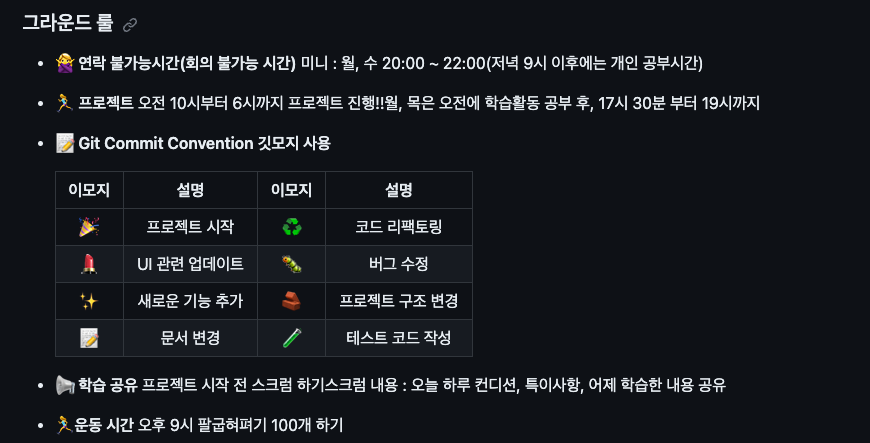 그라운드 룰
🙅‍♀️ 연락 불가능시간(회의 불가능 시간) 미니 : 월, 수 20:00 ~ 22:00(저녁 9시 이후에는 개인 공부시간)
🏃 프로젝트 오전 10시부터 6시까지 프로젝트 진행!!월, 목은 오전에 학습활동 공부 후, 17시 30분 부터 19시까지
📝 Git Commit Convention 깃모지 사용
이모지 설명 이모지 설명
🎉 프로젝트 시작 ♻️ 코드 리팩토링
💄 UI 관련 업데이트 🐛 버그 수정
✨ 새로운 기능 추가 🧱 프로젝트 구조 변경
📝 문서 변경 🧪 테스트 코드 작성
📢학습 공유 프로젝트 시작 전 스크럼 하기스크럼 내용 : 오늘 하루 컨디션, 특이사항, 어제 학습한 내용 공유
🏃운동 시간 오후 9시 팔굽혀펴기 100개 하기